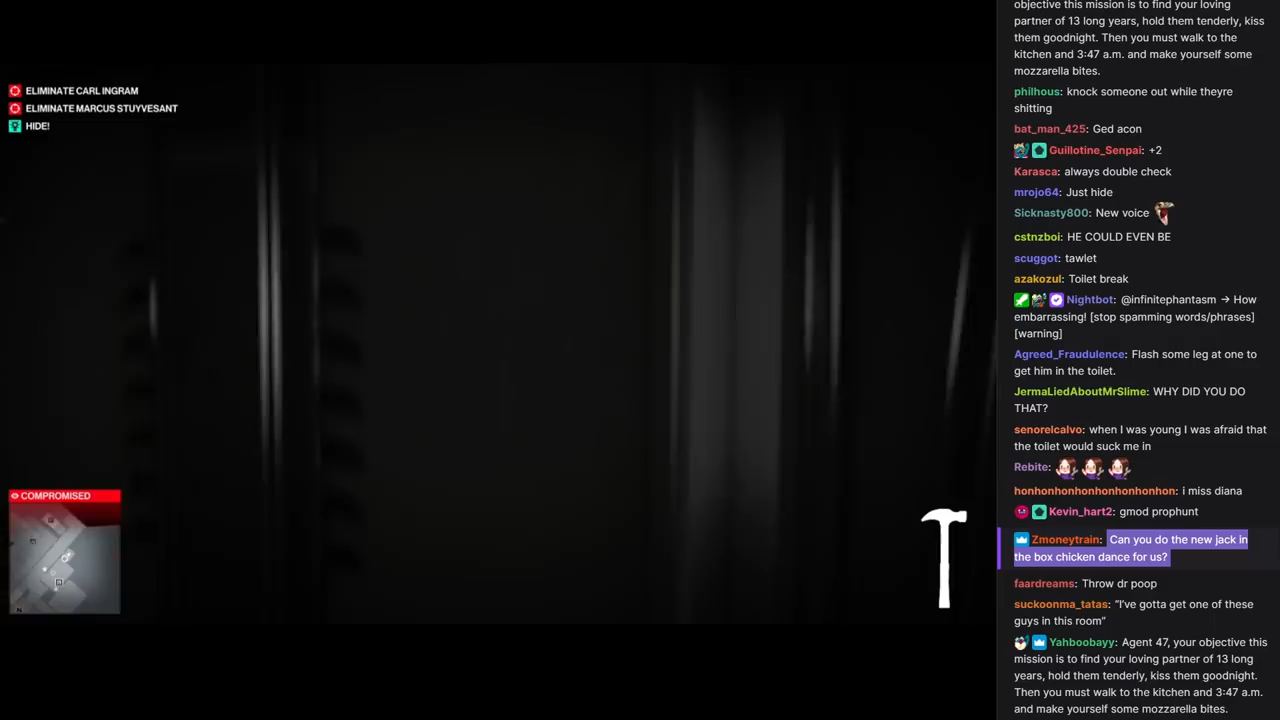 ELIMINATE CARL INGRAM
ELIMINATE MARCUS STUYVESANT
HIDE!
COMPROMISED
N
objective this mission is to find your loving
partner of 13 long years, hold them tenderly, kiss
them goodnight. Then you must walk to the
kitchen and 3:47 a.m. and make yourself some
mozzarella bites.
philhous: knock someone out while theyre
shitting
bat_man_425: Ged acon
Guillotine_Senpai: +2
Karasca: always double check
mrojo64: Just hide
Sicknasty800: New voice
cstnzboi: HE COULD EVEN BE
scuggot: tawlet
azakozul: Toilet break
Nightbot: @infinitephantasm → How
embarrassing! [stop spamming words/phrases]
[warning]
Agreed_Fraudulence: Flash some leg at one to
get him in the toilet.
JermaLiedAboutMrSlime: WHY DID YOU DO
THAT?
senorelcalvo: when I was young I was afraid that
the toilet would suck me in
Rebite:
honhonhonhonhonhonhonhon: i miss diana
Kevin_hart2: gmod prophunt
Zmoneytrain: Can you do the new jack in
the box chicken dance for us?
faardreams: Throw dr poop
suckoonma_tatas: “I’ve gotta get one of these
guys in this room”
Yahboobayy: Agent 47, your objective this
mission is to find your loving partner of 13 long
years, hold them tenderly, kiss them goodnight.
Then you must walk to the kitchen and 3:47 a.m.
and make yourself some mozzarella bites.